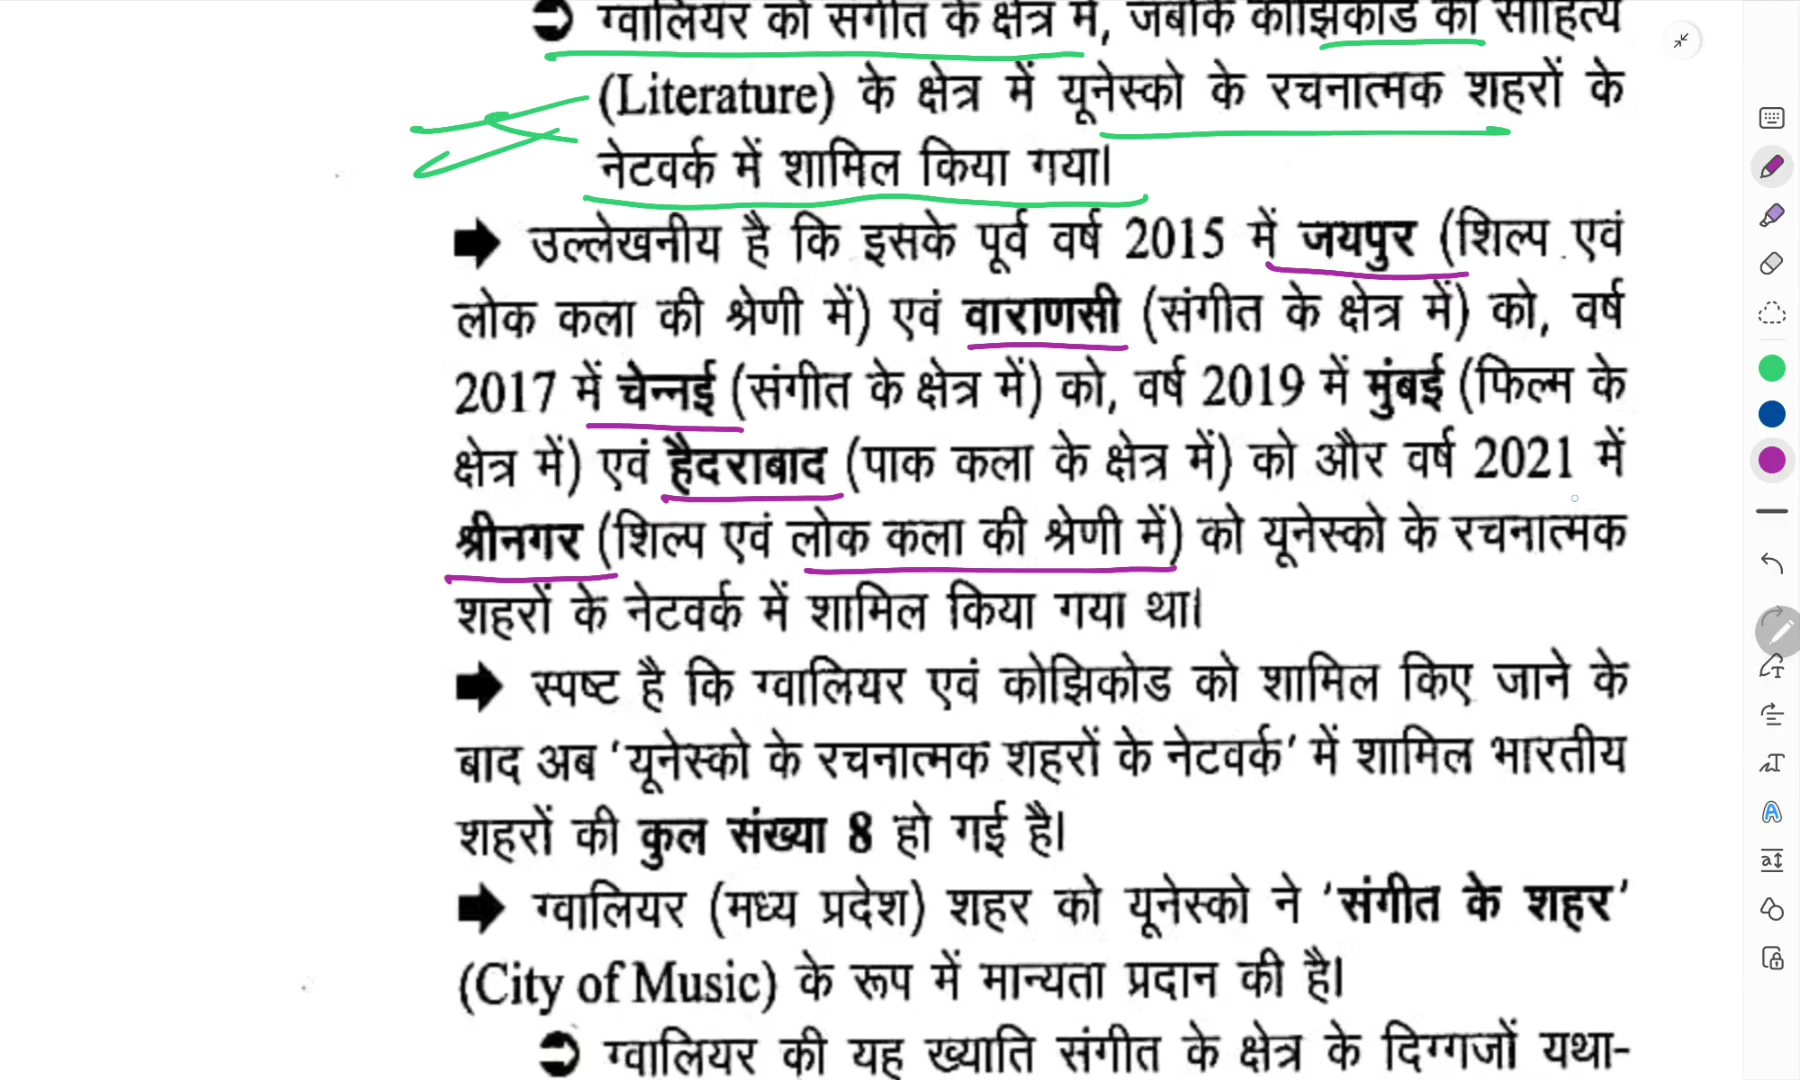 ग्वालियर को संगीत के क्षेत्र में, जबकि कोझिकोड को साहित्य
(Literature) के क्षेत्र में यूनेस्को के रचनात्मक शहरों के
नेटवर्क में शामिल किया गया।
उल्लेखनीय है कि इसके पूर्व वर्ष 2015 में जयपुर (शिल्प एवं
लोक कला की श्रेणी में) एवं वाराणसी (संगीत के क्षेत्र में) को, वर्ष
2017 में चेन्नई (संगीत के क्षेत्र में) को, वर्ष 2019 में मुंबई (फिल्म के
क्षेत्र में) एवं हैदराबाद (पाक कला के क्षेत्र में) को और वर्ष 2021 में
श्रीनगर (शिल्प एवं लोक कला की श्रेणी में) को यूनेस्को के रचनात्मक
शहरों के नेटवर्क में शामिल किया गया था।
स्पष्ट है कि ग्वालियर एवं कोझिकोड को शामिल किए जाने के
बाद अब 'यूनेस्को के रचनात्मक शहरों के नेटवर्क' में शामिल भारतीय
शहरों की कुल संख्या 8 हो गई है।
ग्वालियर (मध्य प्रदेश) शहर को यूनेस्को ने 'संगीत के शहर'
(City of Music) के रूप में मान्यता प्रदान की है।
ग्वालियर की यह ख्याति संगीत के क्षेत्र के दिग्गजों यथा-